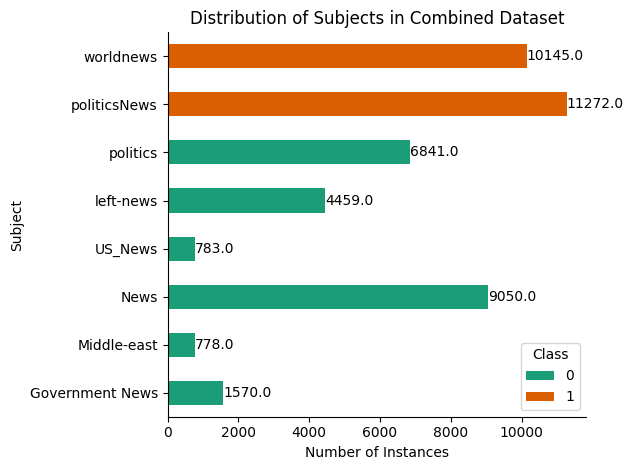 Distribution of Subjects in Combined Dataset
worldnews
10145.0
politicsNews
11272.0
politics
6841.0
left-news
4459.0
US_News
783.0
News
9050.0
Middle-east
778.0
Government News
1570.0
Subject
Class
0
1
0 2000 4000 6000 8000 10000
Number of Instances